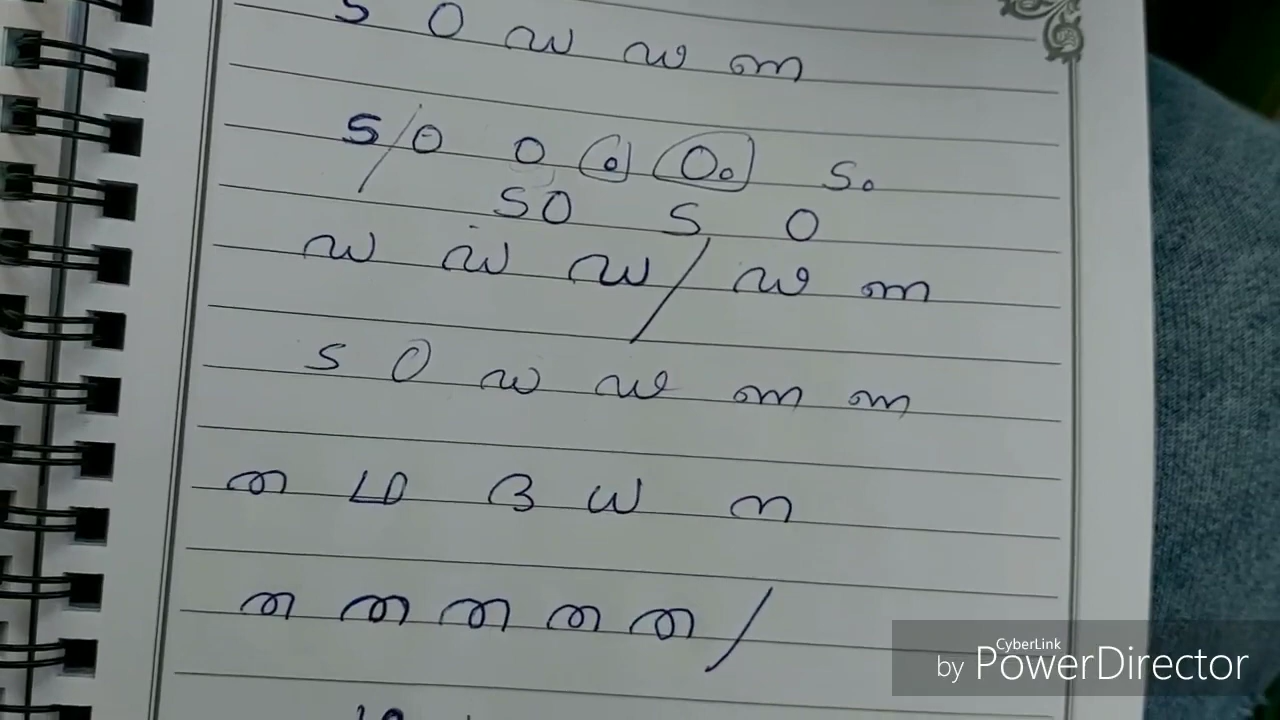 ട ഠ ഡ ഢ ണ
ട/ഠ ഠ ം ഠം ടം
ടഠ ട ഠ
ഡ ഡ ഡ/ഢ ണ
ട ഠ ഡ ഢ ണ ണ
ത ഥ ദ ധ ന
ത ത ത ത ത/
CyberLink
by PowerDirector